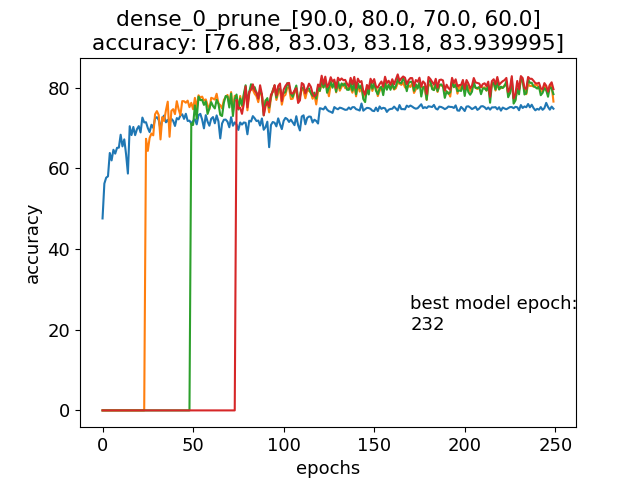 dense_0_prune_[90.0, 80.0, 70.0, 60.0]
accuracy: [76.88, 83.03, 83.18, 83.939995]
80
60
40
20
0
accuracy
best model epoch:
232
0 50 100 150 200 250
epochs